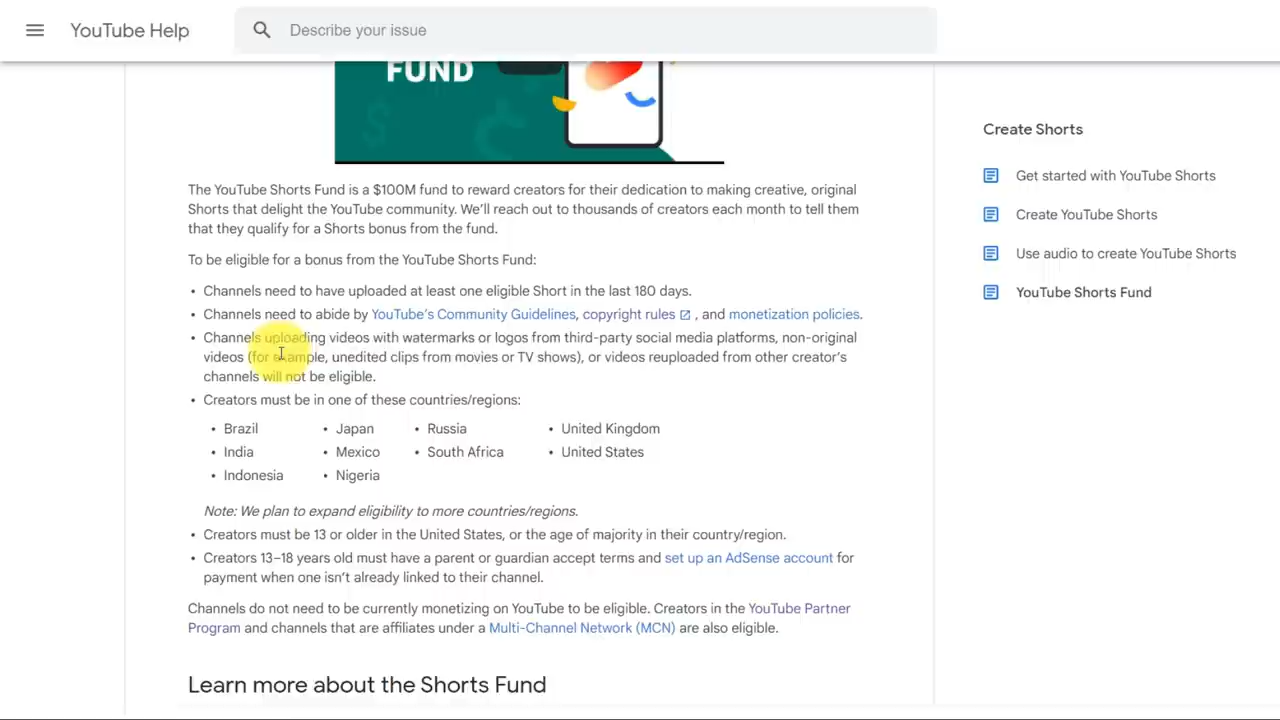 YouTube Help
Describe your issue
FUND
The YouTube Shorts Fund is a $100M fund to reward creators for their dedication to making creative, original
Shorts that delight the YouTube community. We'll reach out to thousands of creators each month to tell them
that they qualify for a Shorts bonus from the fund.
To be eligible for a bonus from the YouTube Shorts Fund:
• Channels need to have uploaded at least one eligible Short in the last 180 days.
• Channels need to abide by YouTube's Community Guidelines, copyright rules , and monetization policies.
• Channels uploading videos with watermarks or logos from third-party social media platforms, non-original
videos (for example, unedited clips from movies or TV shows), or videos reuploaded from other creator's
channels will not be eligible.
• Creators must be in one of these countries/regions:
• Brazil • Japan • Russia • United Kingdom
• India • Mexico • South Africa • United States
• Indonesia • Nigeria
Note: We plan to expand eligibility to more countries/regions.
• Creators must be 13 or older in the United States, or the age of majority in their country/region.
• Creators 13–18 years old must have a parent or guardian accept terms and set up an AdSense account for
payment when one isn't already linked to their channel.
Channels do not need to be currently monetizing on YouTube to be eligible. Creators in the YouTube Partner
Program and channels that are affiliates under a Multi-Channel Network (MCN) are also eligible.
Learn more about the Shorts Fund
Create Shorts
Get started with YouTube Shorts
Create YouTube Shorts
Use audio to create YouTube Shorts
YouTube Shorts Fund